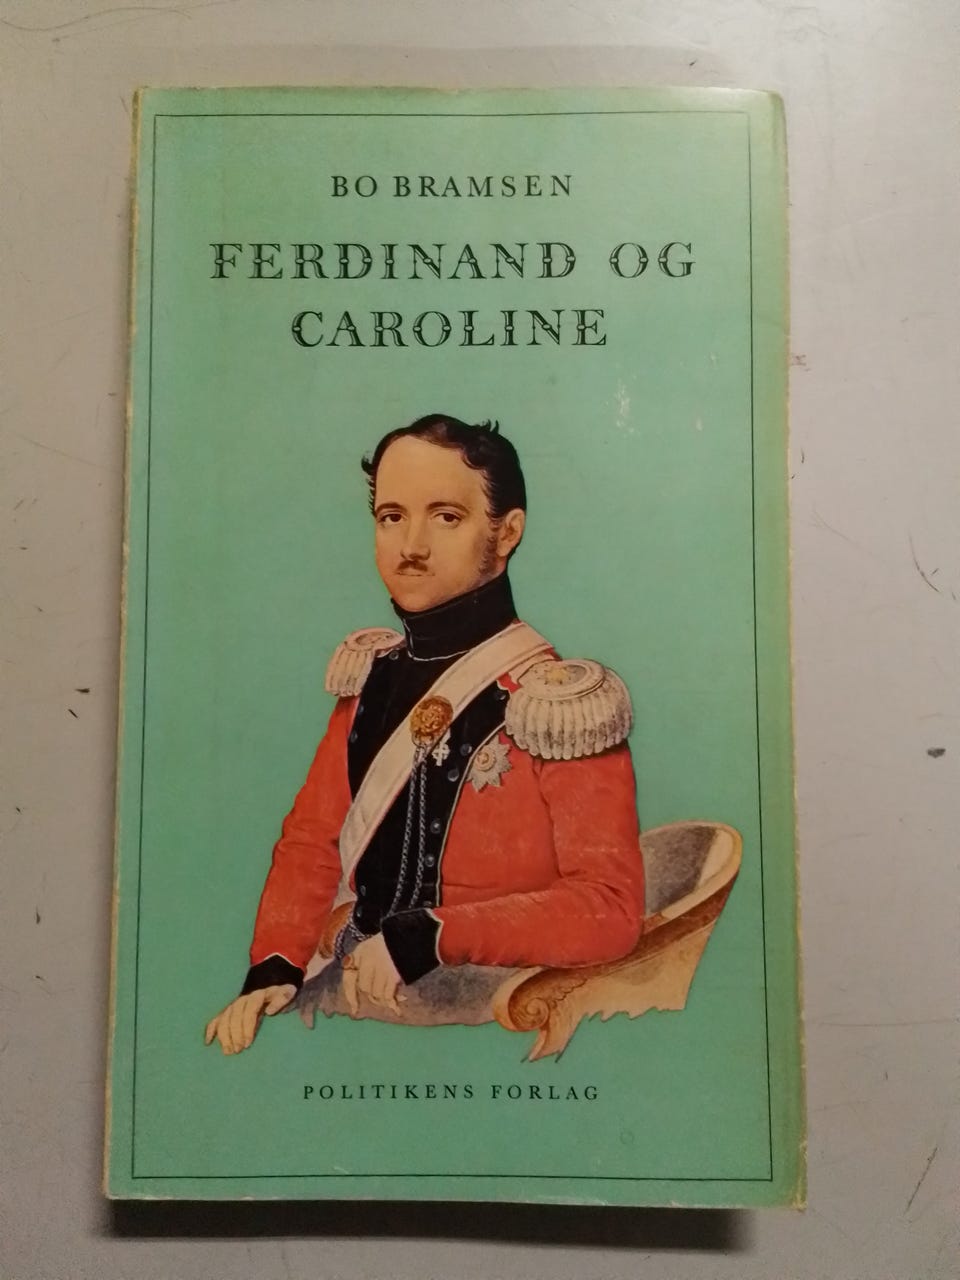 BO BRAMSEN
FERDINAND OG
CAROLINE
POLITIKENS FORLAG